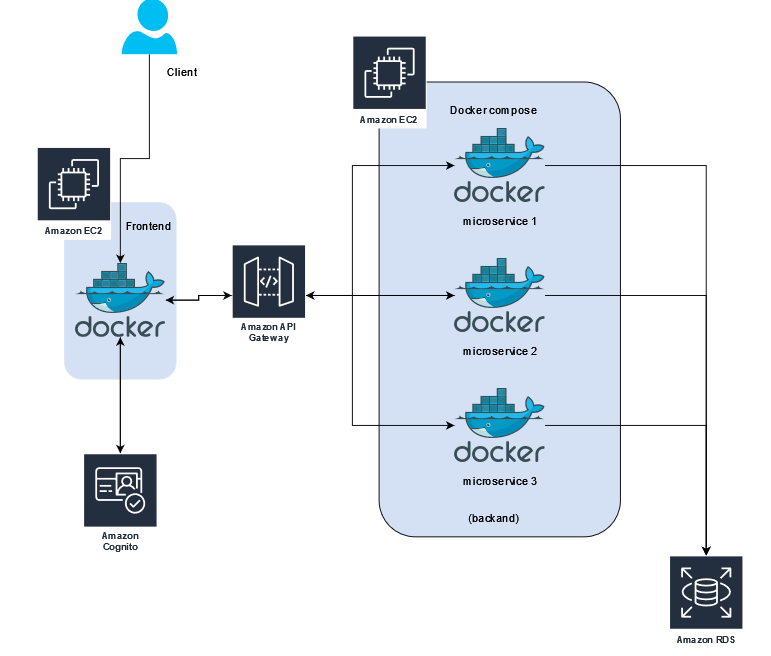 Client
Amazon EC2
Docker compose
docker
microservice 1
Amazon EC2
Frontend
docker
Amazon API
Gateway
docker
microservice 2
docker
microservice 3
(backand)
Amazon
Cognito
Amazon RDS